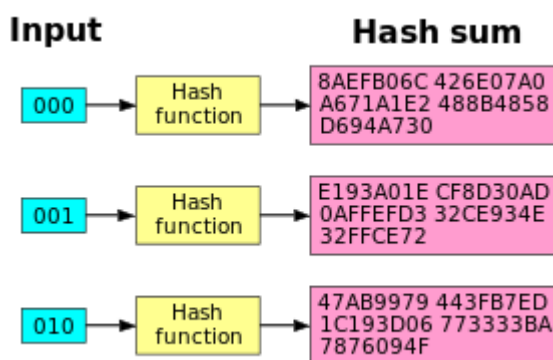 Input
Hash sum
000
Hash
function
8AEFB06C 426E07A0
A671A1E2 488B4858
D694A730
001
Hash
function
E193A01E CF8D30AD
0AFFEFD3 32CE934E
32FFCE72
010
Hash
function
47AB9979 443FB7ED
1C193D06 773333BA
7876094F